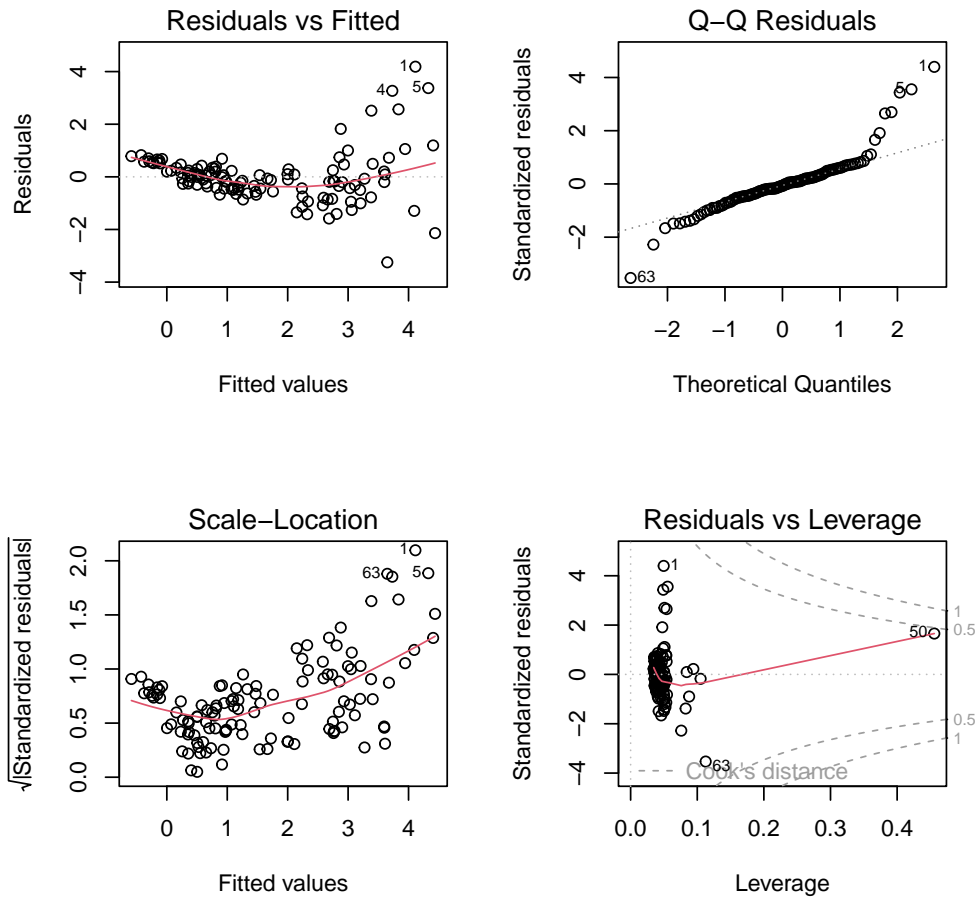 Residuals vs Fitted
Residuals
4
2
0
−2
−4
1
4
5
0 1 2 3 4
Fitted values
Q−Q Residuals
Standardized residuals
4
2
0
−2
1
5
63
−2 −1 0 1 2
Theoretical Quantiles
Scale−Location
√|Standardized residuals|
2.0
1.5
1.0
0.5
0.0
1
63
5
0 1 2 3 4
Fitted values
Residuals vs Leverage
Standardized residuals
4
2
0
−2
−4
1
50
63
1
0.5
0.5
1
Cook's distance
0.0 0.1 0.2 0.3 0.4
Leverage